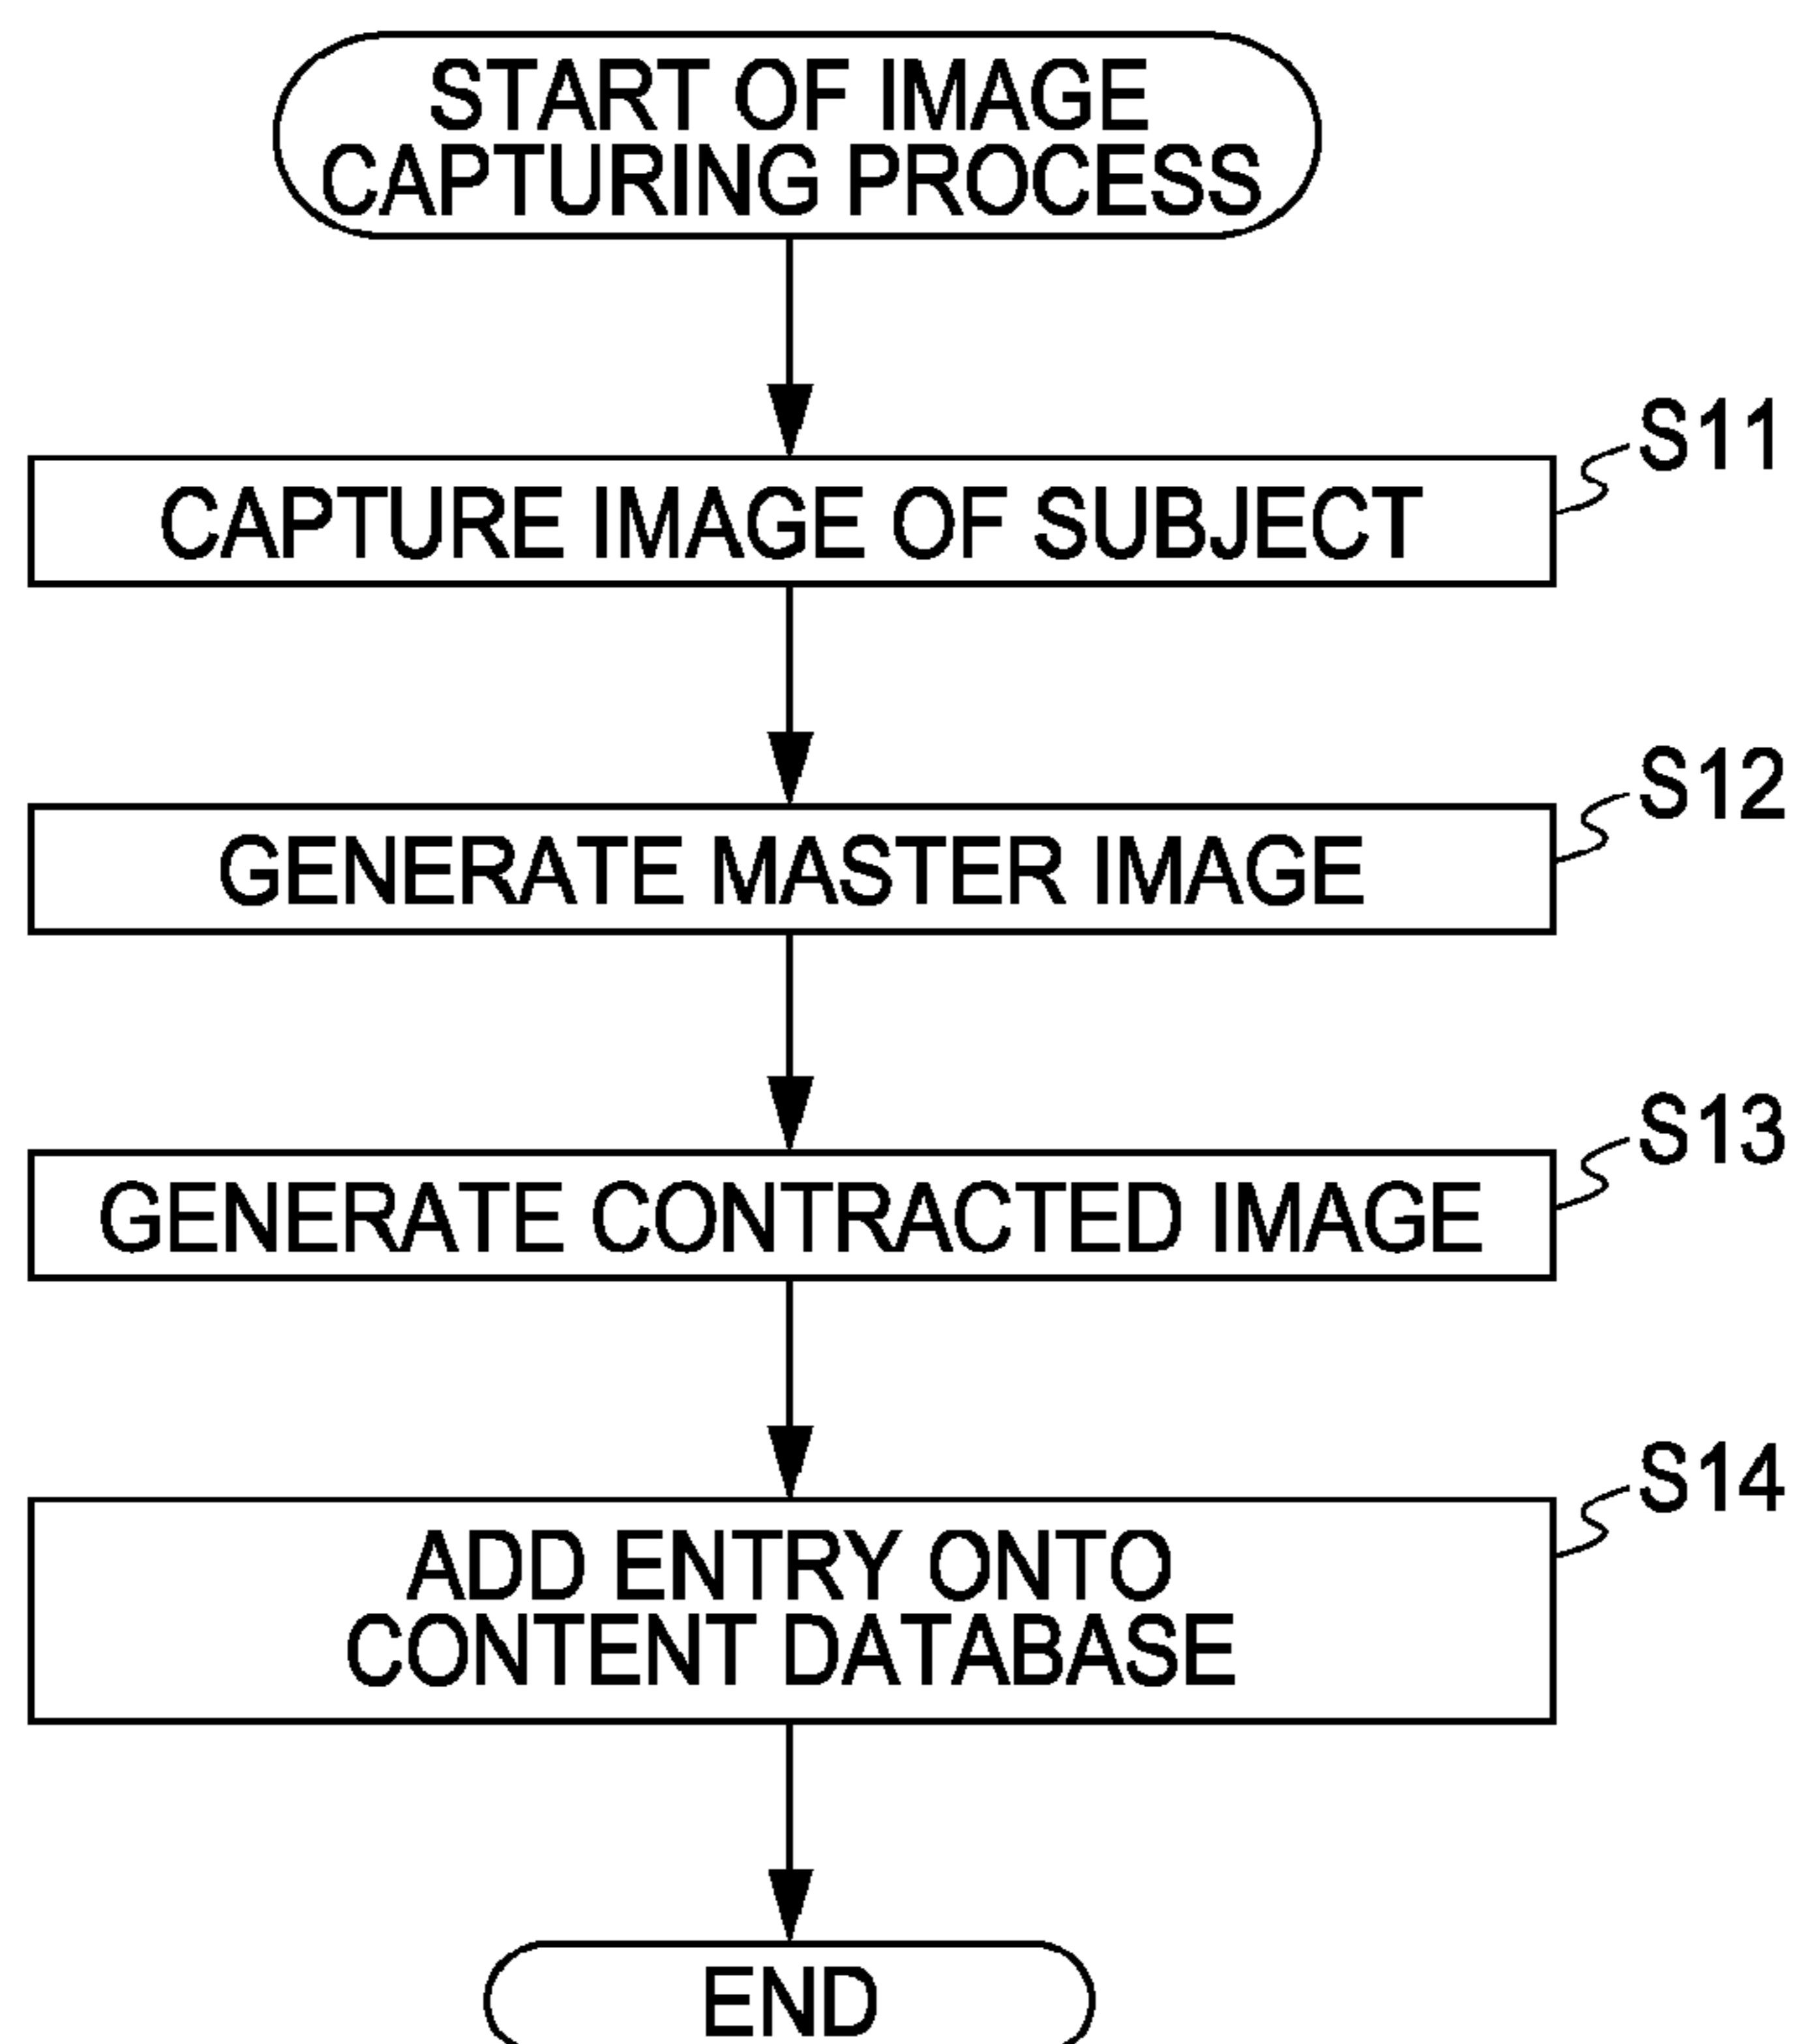 START OF IMAGE
CAPTURING PROCESS
S11
CAPTURE IMAGE OF SUBJECT
S12
GENERATE MASTER IMAGE
S13
GENERATE CONTRACTED IMAGE
S14
ADD ENTRY ONTO
CONTENT DATABASE
END